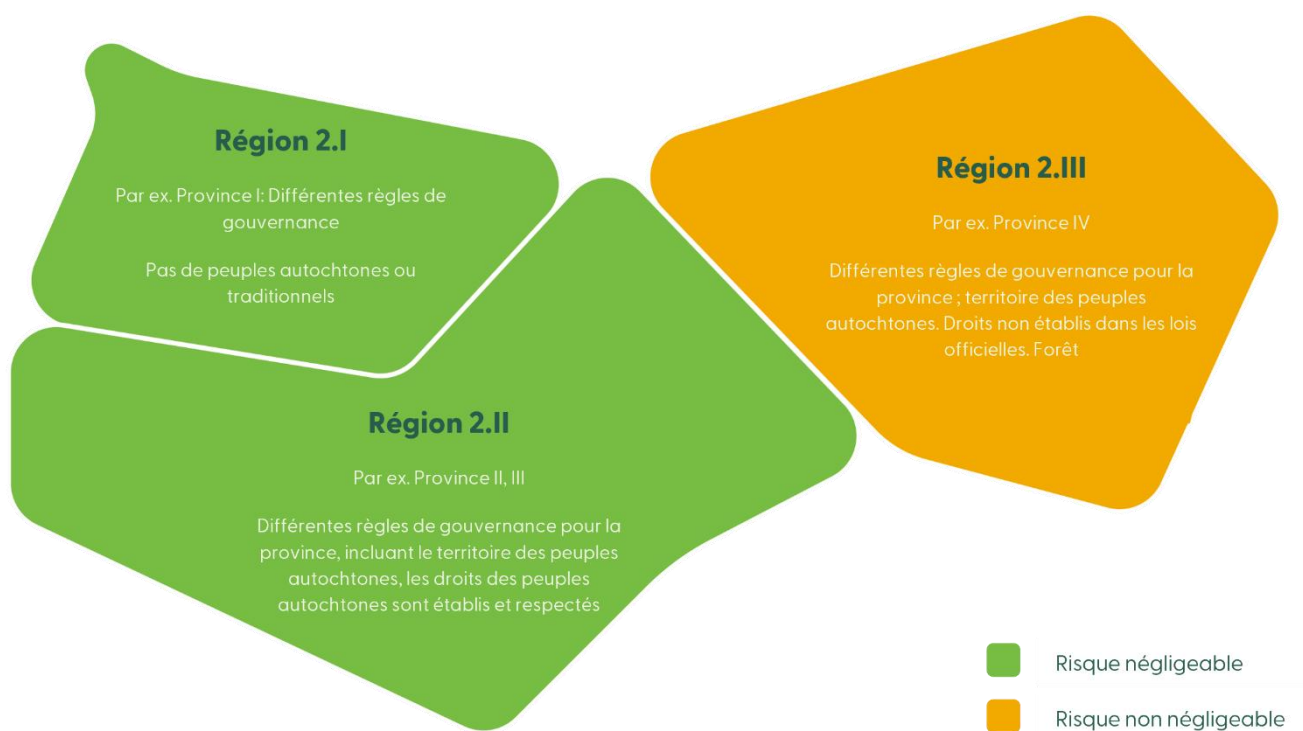 Région 2.I
Par ex. Province I: Différentes règles de
gouvernance
Pas de peuples autochtones ou
traditionnels
Région 2.II
Par ex. Province II, III
Différentes règles de gouvernance pour la
province, incluant le territoire des peuples
autochtones, les droits des peuples
autochtones sont établis et respectés
Région 2.III
Par ex. Province IV
Différentes règles de gouvernance pour la
province ; territoire des peuples
autochtones. Droits non établis dans les lois
officielles. Forêt
Risque négligeable
Risque non négligeable